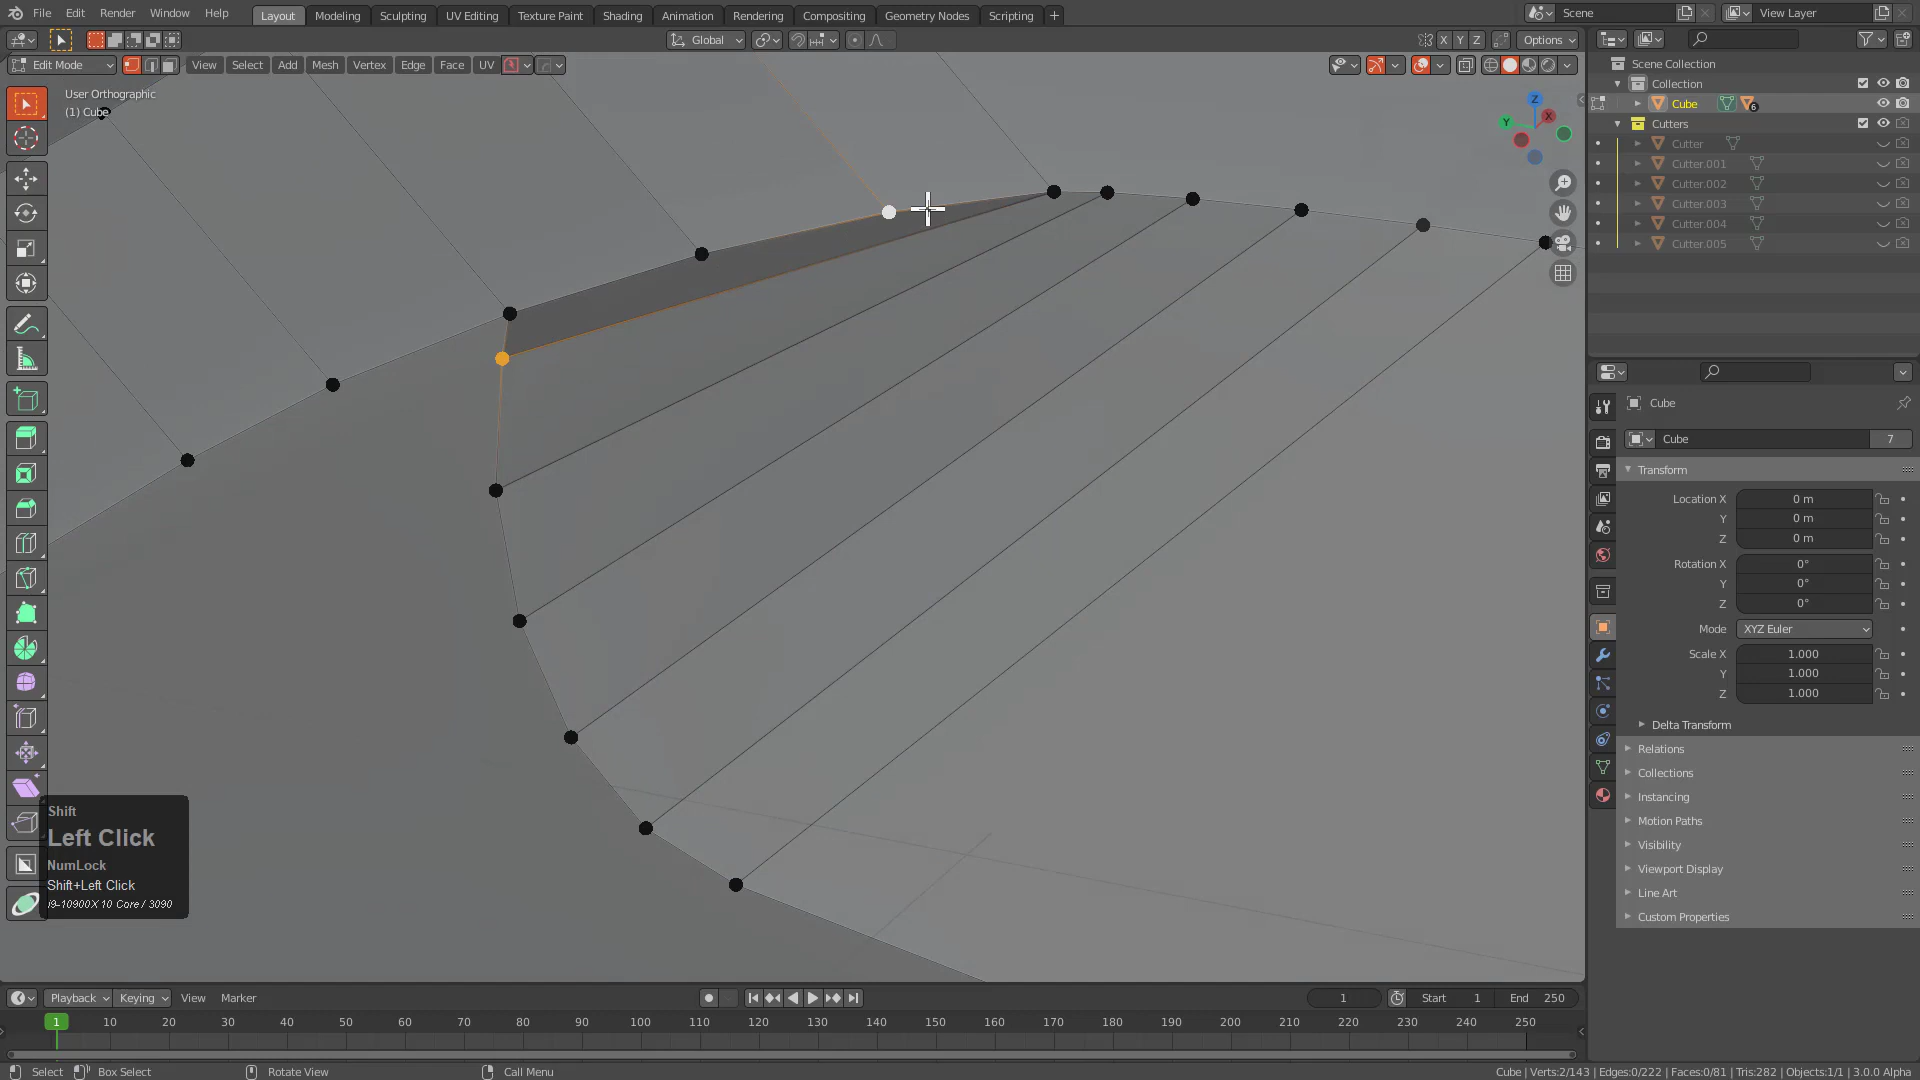 File Edit Render Window Help Layout Modeling Sculpting UV Editing Texture Paint Shading Animation Rendering Compositing Geometry Nodes Scripting + Scene View Layer
Global X Y Z Options
Edit Mode View Select Add Mesh Vertex Edge Face UV
User Orthographic
(1) Cube
Z
Y
X
Scene Collection
Collection
Cube 6
Cutters
Cutter
Cutter.001
Cutter.002
Cutter.003
Cutter.004
Cutter.005
Cube
Cube 7
Transform
Location X 0 m
Y 0 m
Z 0 m
Rotation X 0°
Y 0°
Z 0°
Mode XYZ Euler
Scale X 1.000
Y 1.000
Z 1.000
Delta Transform
Relations
Collections
Instancing
Motion Paths
Visibility
Viewport Display
Line Art
Custom Properties
Shift
Left Click
NumLock
Shift+Left Click
i9-10900X 10 Core / 3090
Playback Keying View Marker 1 Start 1 End 250
1 10 20 30 40 50 60 70 80 90 100 110 120 130 140 150 160 170 180 190 200 210 220 230 240 250
Select Box Select Rotate View Call Menu Cube | Verts:2/143 | Edges:0/222 | Faces:0/81 | Tris:282 | Objects:1/1 | 3.0.0 Alpha